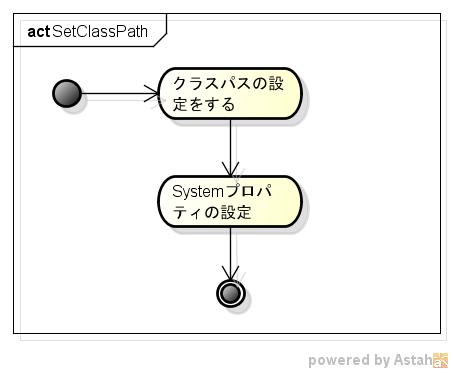 act SetClassPath
クラスパスの設
定をする
Systemプロパ
ティの設定
powered by Astah